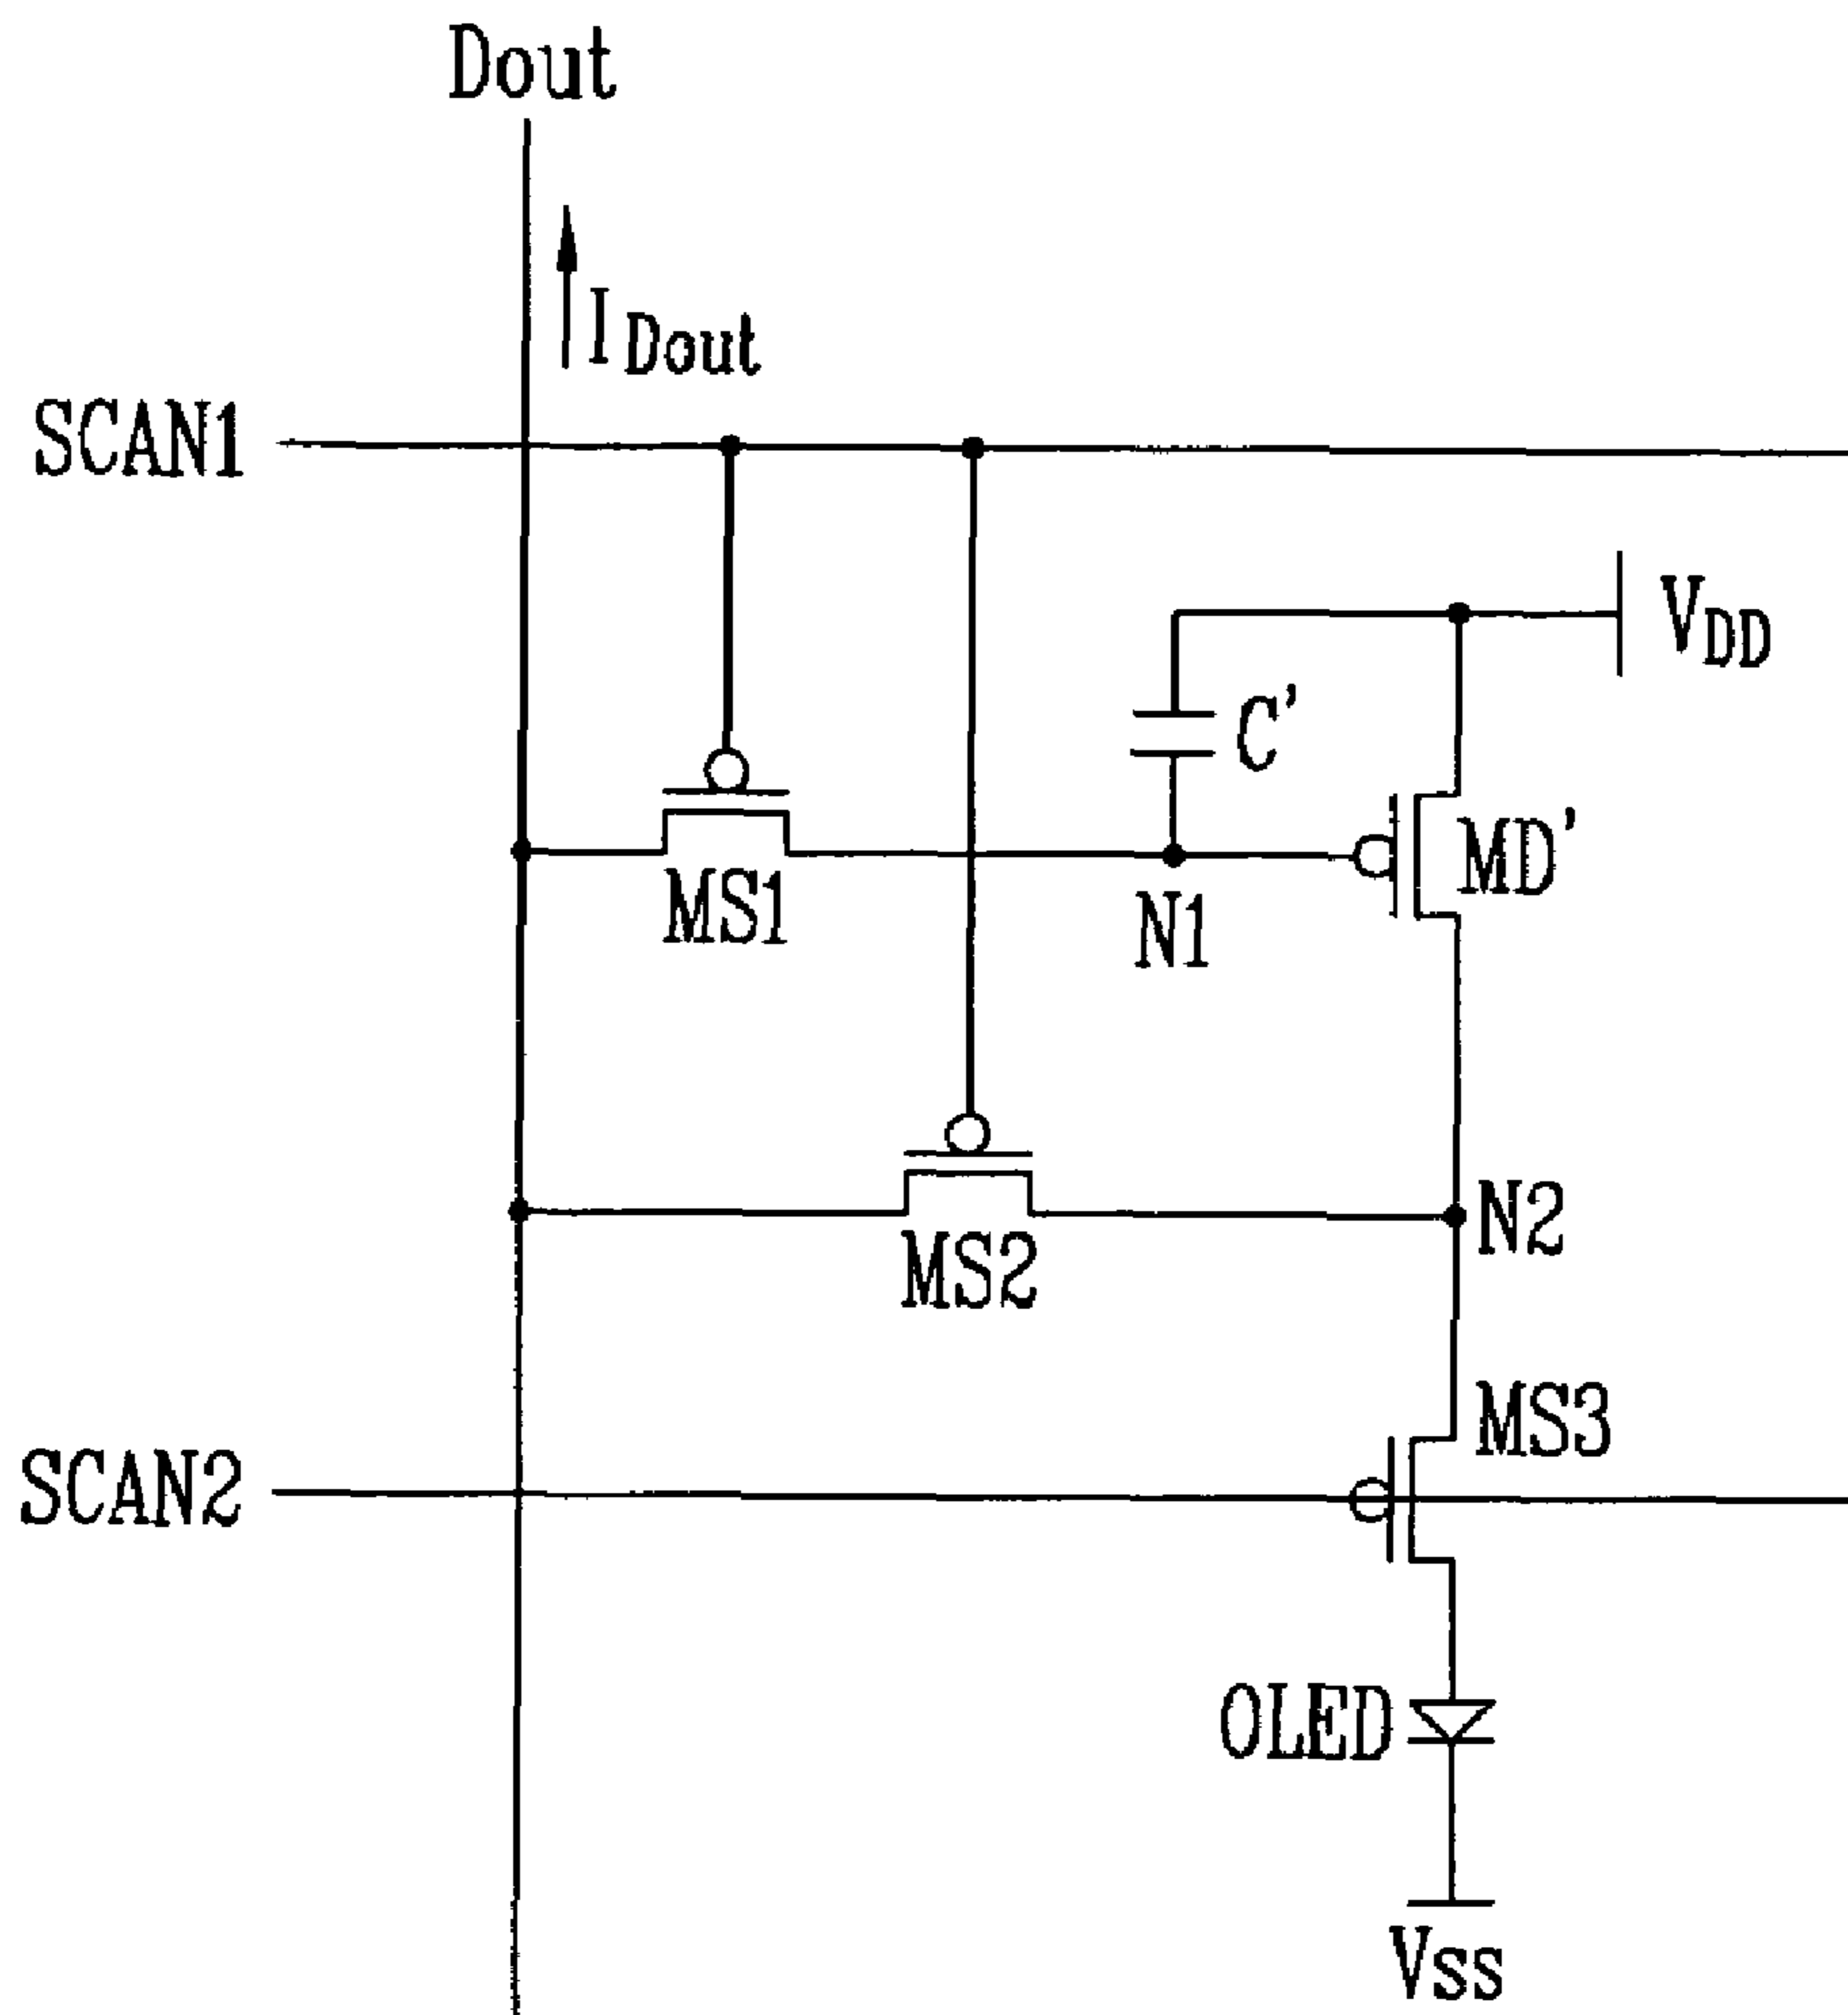 Dout
I Dout
SCAN1
VDD
C'
MD'
MS1
N1
N2
MS2
MS3
SCAN2
OLED
VSS